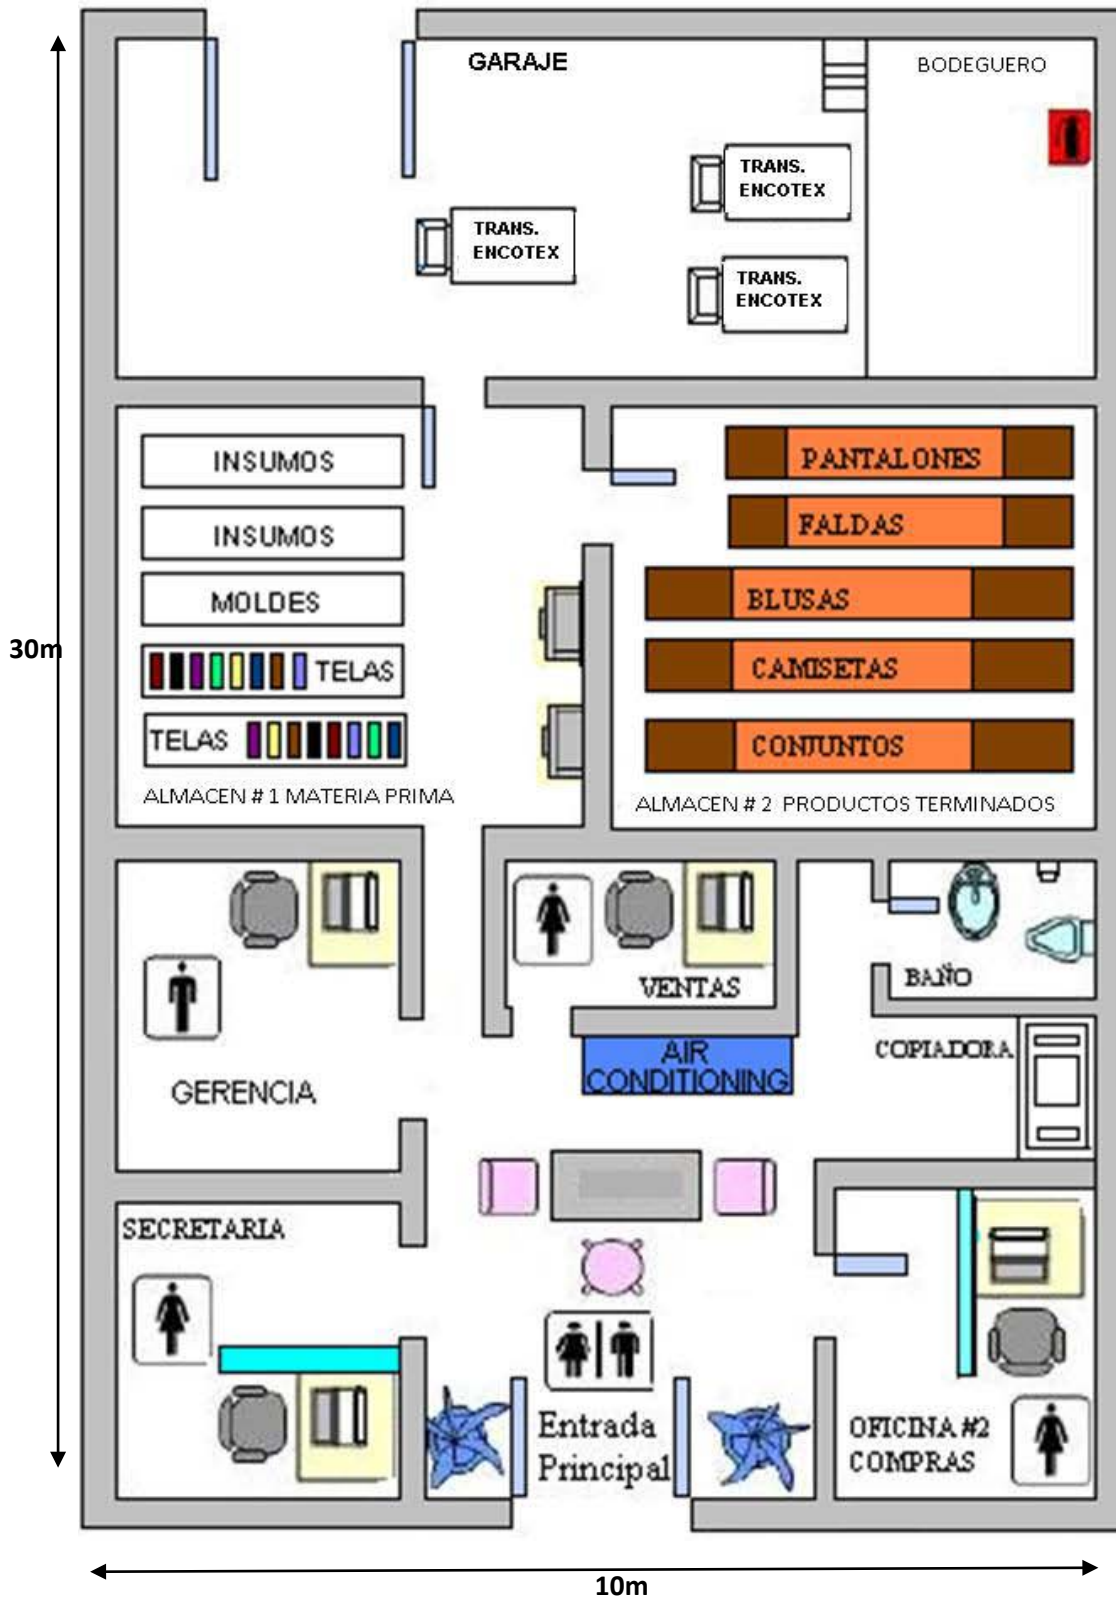 GARAJE
BODEGUERO
TRANS.
ENCOTEX
TRANS.
ENCOTEX
TRANS.
ENCOTEX
INSUMOS
INSUMOS
MOLDES
TELAS
TELAS
ALMACEN # 1 MATERIA PRIMA
PANTALONES
FALDAS
BLUSAS
CAMISETAS
CONJUNTOS
ALMACEN # 2 PRODUCTOS TERMINADOS
30m
VENTAS
BAÑO
GERENCIA
AIR
CONDITIONING
COPIADORA
SECRETARIA
Entrada
Principal
OFICINA #2
COMPRAS
10m